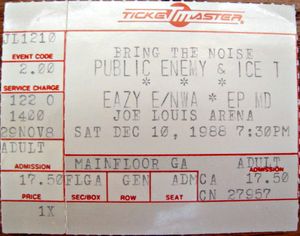 TICKETMASTER
JL1210 BRING THE NOISE
EVENT CODE PUBLIC ENEMY & ICE T
2.00 * * *
SERVICE CHARGE EAZY E/NWA * EP MD
122 0 JOE LOUIS ARENA
1400 SAT DEC 10, 1988 7:30PM
29NOV8
ADULT MAINFLOOR GA ADULT
ADMISSION ADMISSION
17.50 FLGA GEN ADM CA 17.50
PRICE SEC/BOX ROW SEAT
1X CN 27957